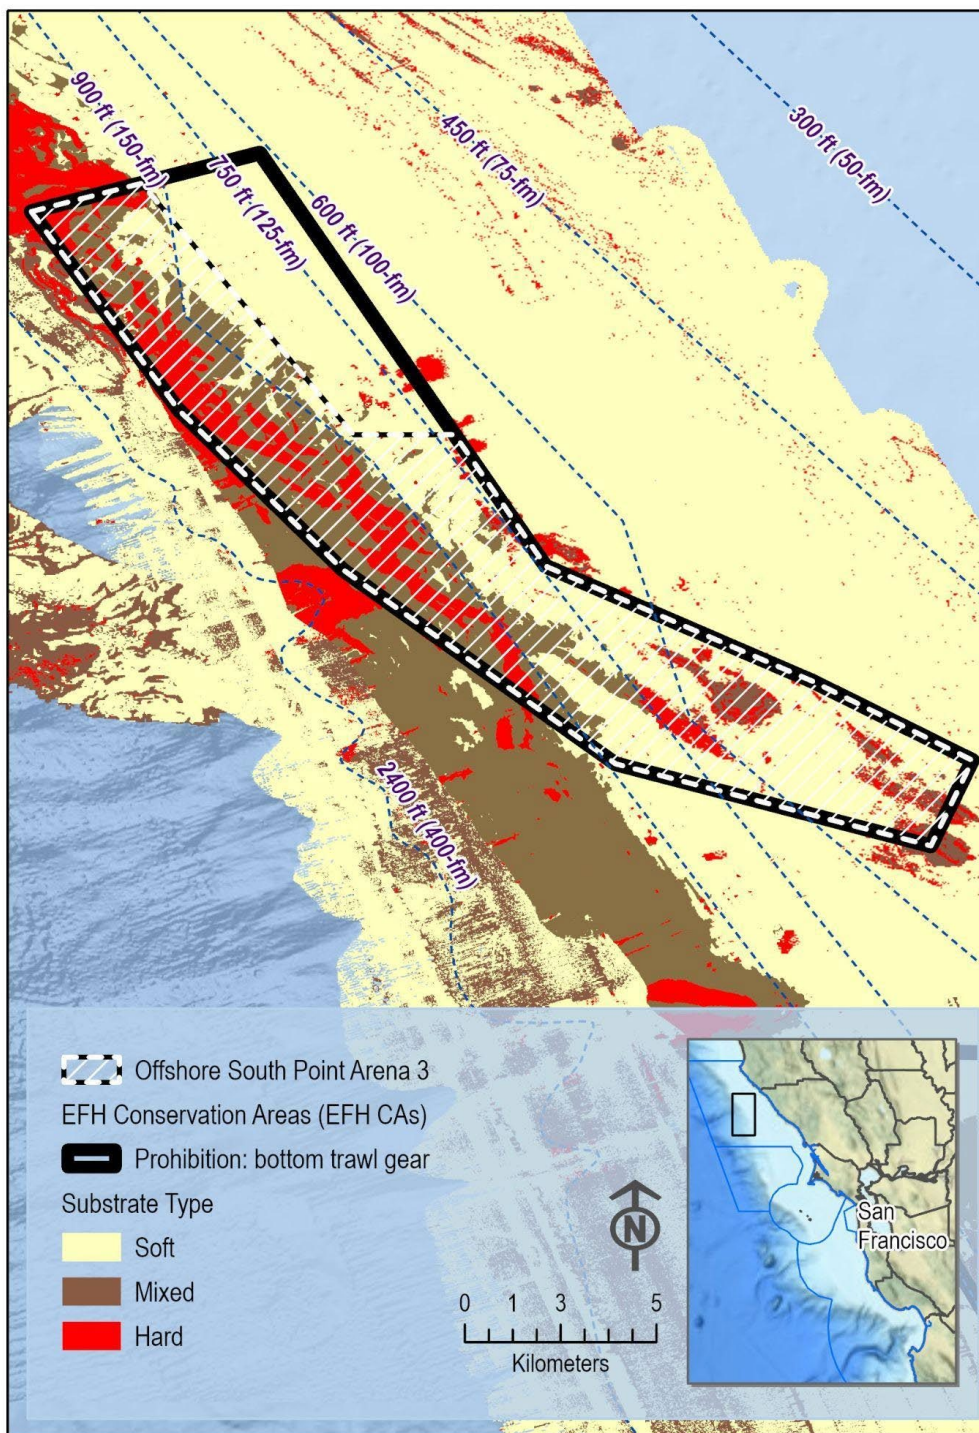 900 ft (150-fm)
750 ft (125-fm)
600 ft (100-fm)
450 ft (75-fm)
300 ft (50-fm)
2400 ft (400-fm)
Offshore South Point Arena 3
EFH Conservation Areas (EFH CAs)
Prohibition: bottom trawl gear
Substrate Type
Soft
Mixed
Hard
N
0 1 3 5
Kilometers
San
Francisco